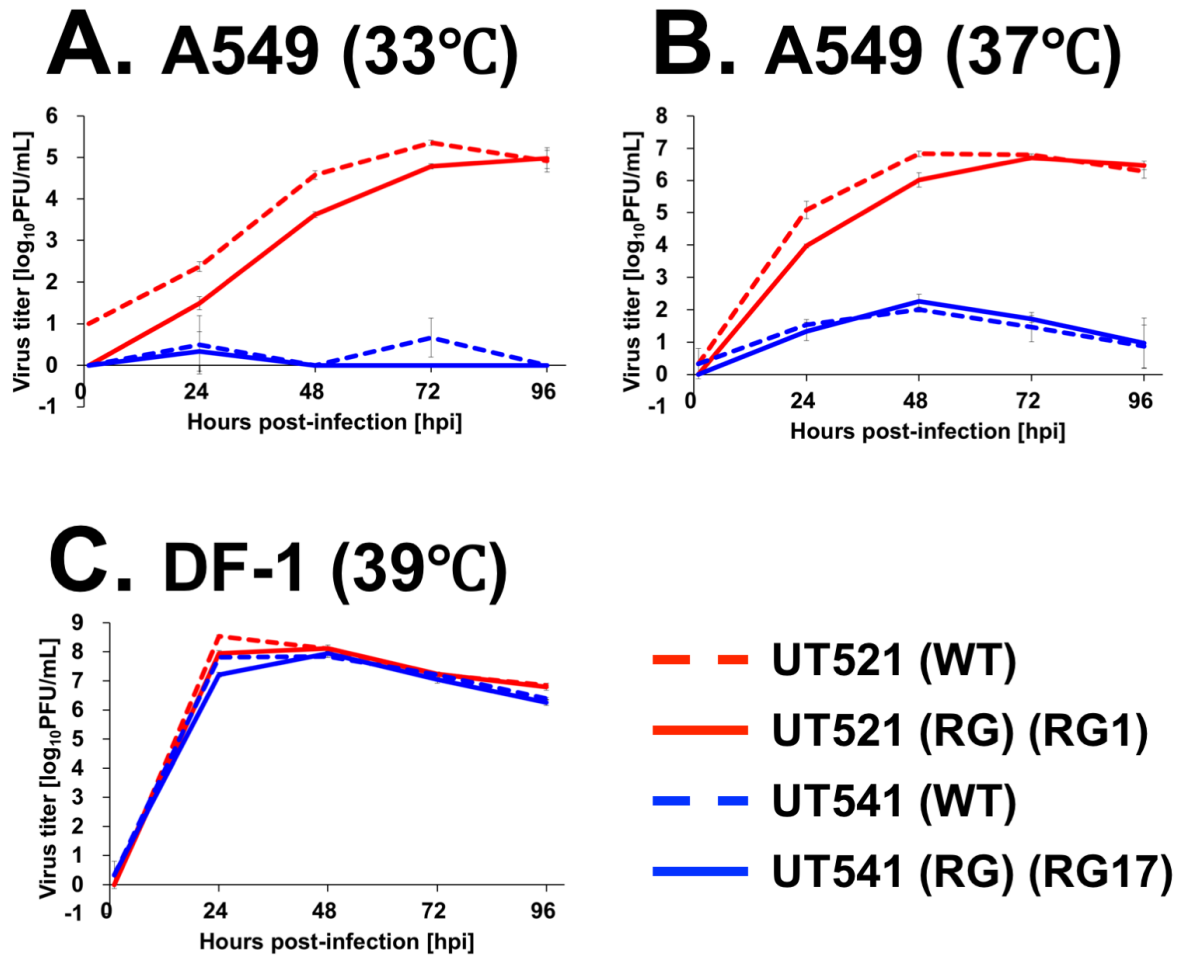 A. A549 (33℃)
Virus titer [log₁₀PFU/mL]
6
5
4
3
2
1
0
-1
0 24 48 72 96
Hours post-infection [hpi]
B. A549 (37℃)
Virus titer [log₁₀PFU/mL]
8
7
6
5
4
3
2
1
0
-1
0 24 48 72 96
Hours post-infection [hpi]
C. DF-1 (39℃)
Virus titer [log₁₀PFU/mL]
9
8
7
6
5
4
3
2
1
0
-1
0 24 48 72 96
Hours post-infection [hpi]
UT521 (WT)
UT521 (RG) (RG1)
UT541 (WT)
UT541 (RG) (RG17)